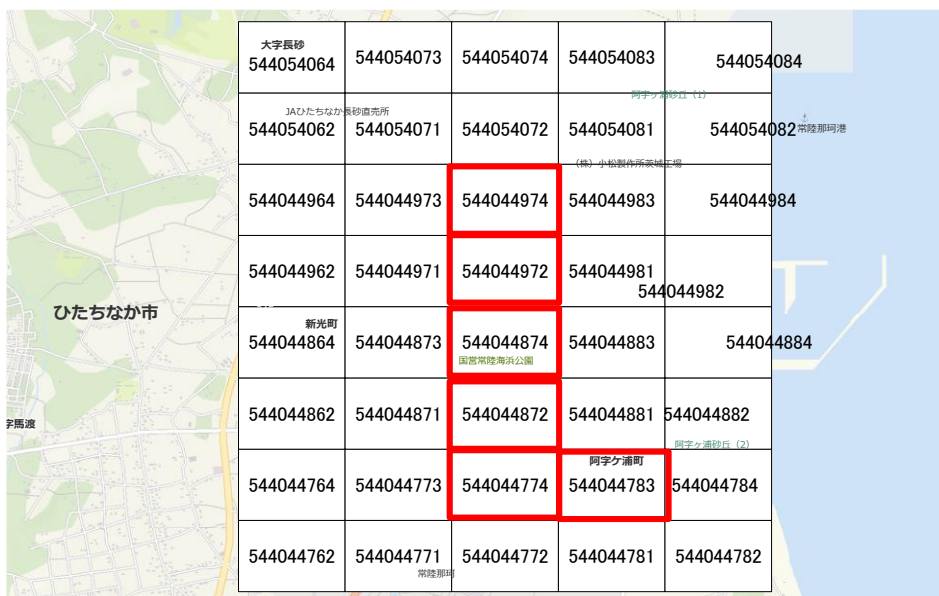 大字長砂
544054064 544054073 544054074 544054083 544054084
阿字ヶ浦砂丘（1）
JAひたちなか長砂直売所
544054062 544054071 544054072 544054081 544054082 常陸那珂港
（株）小松製作所茨城工場
544044964 544044973 544044974 544044983 544044984
544044962 544044971 544044972 544044981
544044982
ひたちなか市
新光町
544044864 544044873 544044874 544044883 544044884
国営常陸海浜公園
544044862 544044871 544044872 544044881 544044882
字馬渡
阿字ヶ浦砂丘（2）
阿字ケ浦町
544044764 544044773 544044774 544044783 544044784
544044762 544044771 544044772 544044781 544044782
常陸那珂